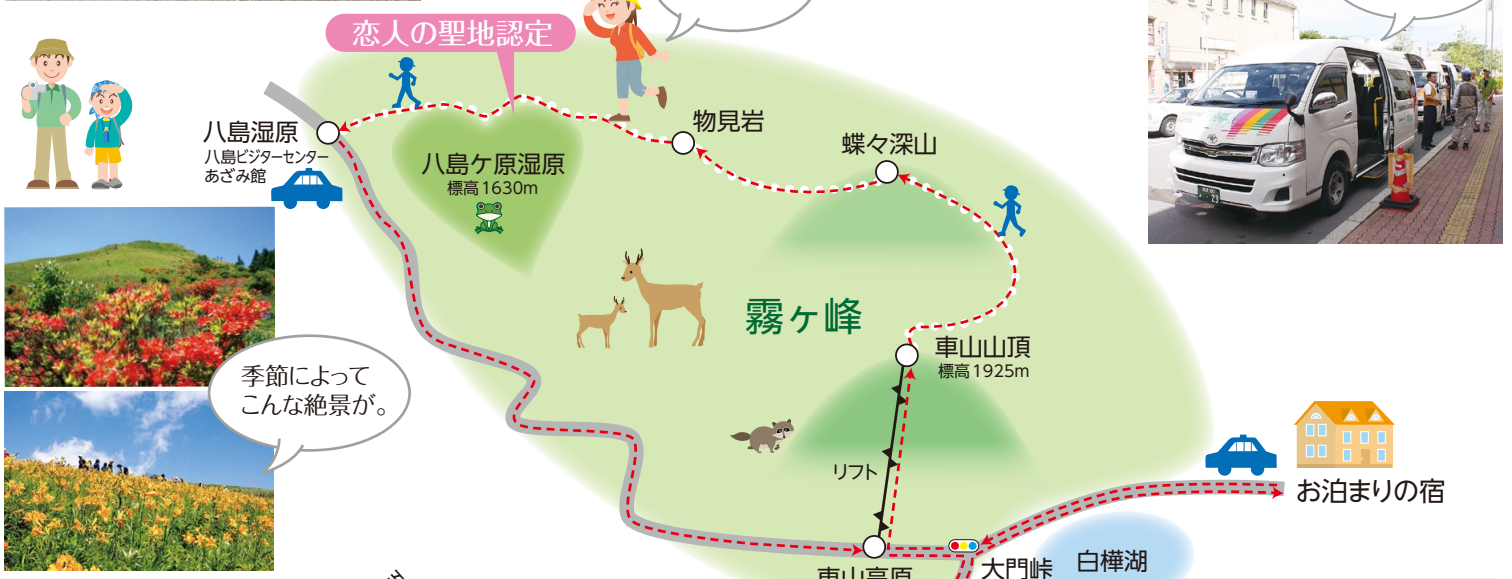 恋人の聖地認定
八島湿原
八島ビジターセンター
あざみ館
八島ケ原湿原
標高1630m
物見岩
蝶々深山
霧ヶ峰
車山山頂
標高1925m
季節によって
こんな絶景が。
リフト
お泊まりの宿
車山高原
大門峠
白樺湖